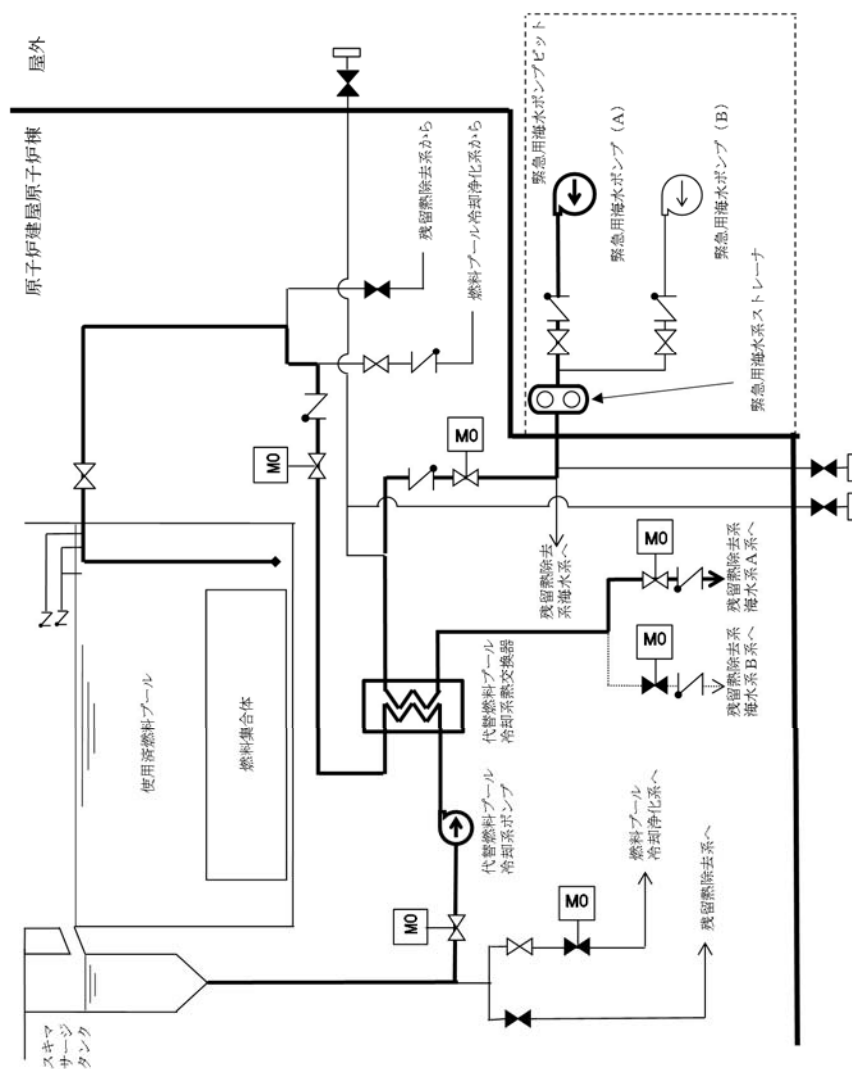 屋外
原子炉建屋原子炉棟
緊急用海水ポンプピット
緊急用海水ポンプ（A）
緊急用海水ポンプ（B）
緊急用海水系ストレーナ
残留熱除去系から
燃料プール冷却浄化系から
MO
MO
残留熱除去
系海水系へ
使用済燃料プール
燃料集合体
代替燃料プール
冷却系熱交換器
MO
残留熱除去系
海水系A系へ
MO
残留熱除去系
海水系B系へ
代替燃料プール
冷却系ポンプ
MO
MO
燃料プール
冷却浄化系へ
残留熱除去系へ
スキマ
サージ
タンク